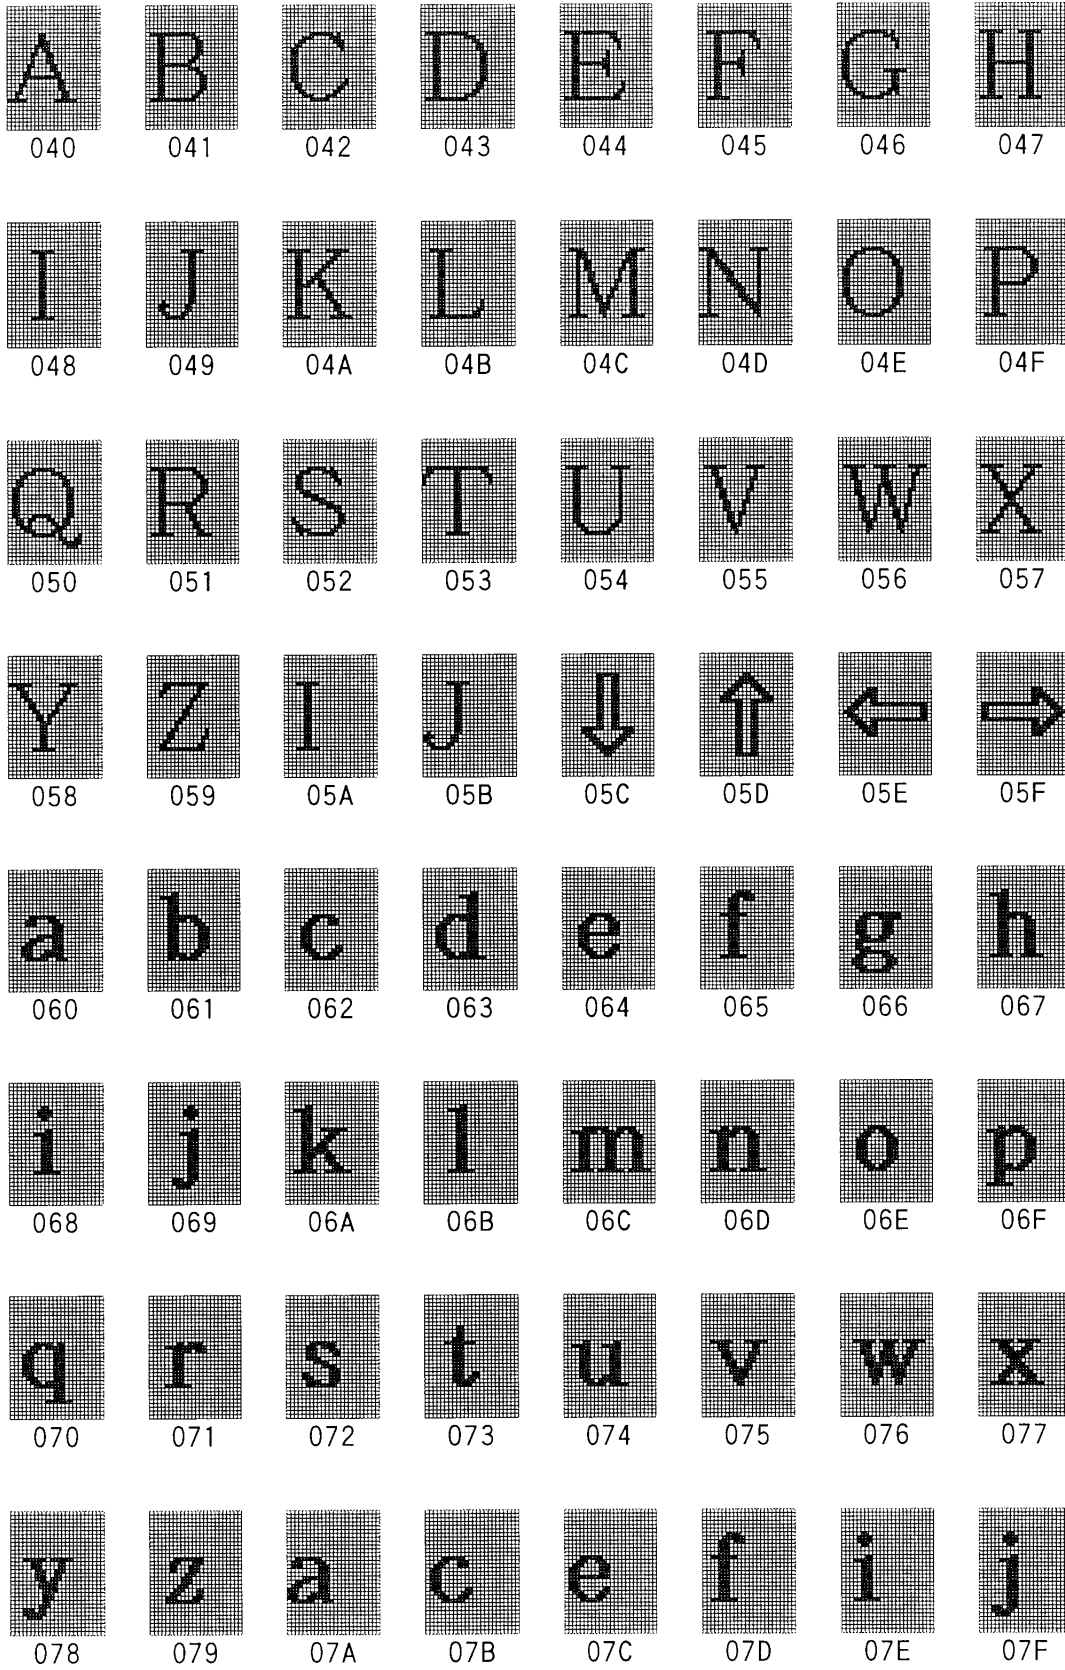 A B C D E F G H
040 041 042 043 044 045 046 047
I J K L M N O P
048 049 04A 04B 04C 04D 04E 04F
Q R S T U V W X
050 051 052 053 054 055 056 057
Y Z I J ⇩ ⇧ ⇦ ⇨
058 059 05A 05B 05C 05D 05E 05F
a b c d e f g h
060 061 062 063 064 065 066 067
i j k l m n o p
068 069 06A 06B 06C 06D 06E 06F
q r s t u v w x
070 071 072 073 074 075 076 077
y z a c e f i j
078 079 07A 07B 07C 07D 07E 07F